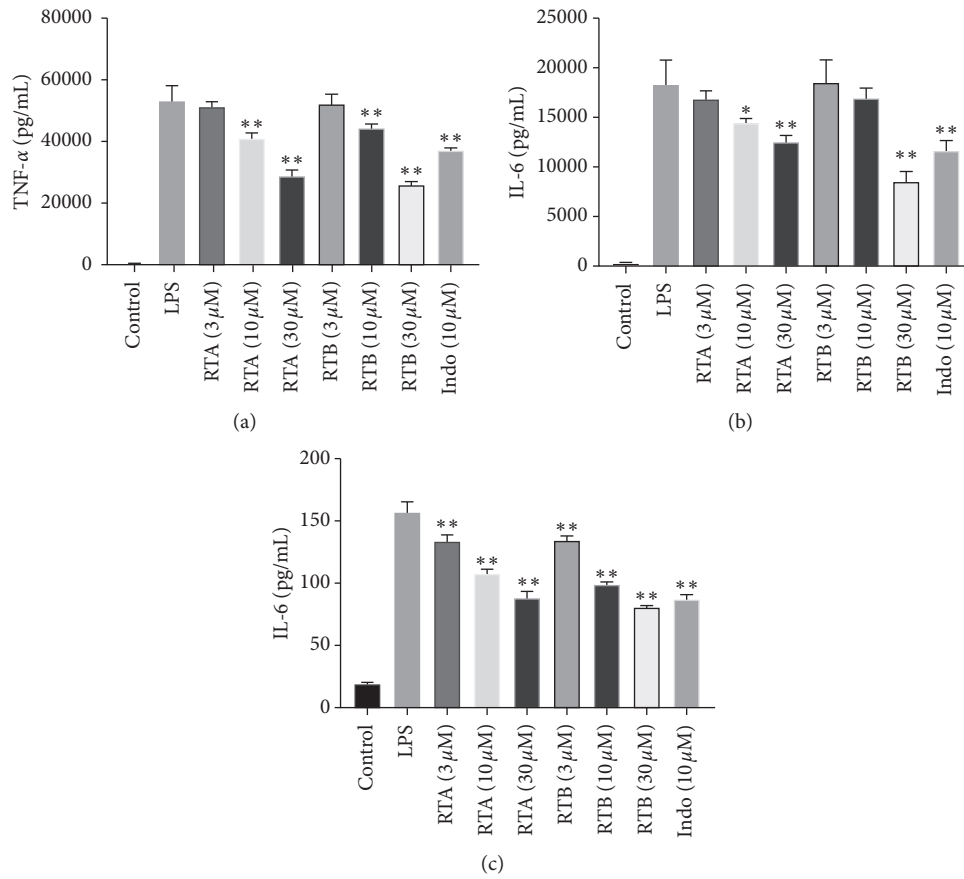 80000
60000
40000
20000
0
TNF-α (pg/mL)
** ** ** ** **
Control
LPS
RTA (3 μM)
RTA (10 μM)
RTA (30 μM)
RTB (3 μM)
RTB (10 μM)
RTB (30 μM)
Indo (10 μM)
(a)
25000
20000
15000
10000
5000
0
IL-6 (pg/mL)
* ** ** **
Control
LPS
RTA (3 μM)
RTA (10 μM)
RTA (30 μM)
RTB (3 μM)
RTB (10 μM)
RTB (30 μM)
Indo (10 μM)
(b)
200
150
100
50
0
IL-6 (pg/mL)
** ** ** ** ** ** **
Control
LPS
RTA (3 μM)
RTA (10 μM)
RTA (30 μM)
RTB (3 μM)
RTB (10 μM)
RTB (30 μM)
Indo (10 μM)
(c)